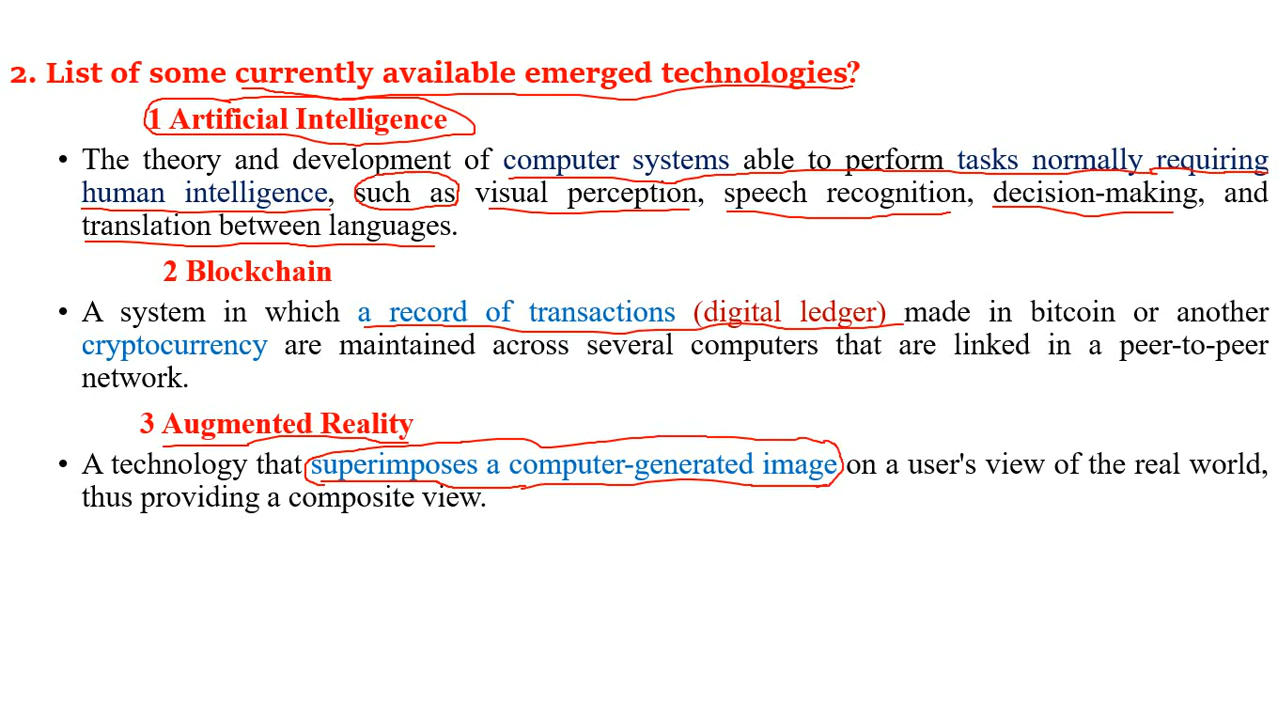 2. List of some currently available emerged technologies?
1 Artificial Intelligence
• The theory and development of computer systems able to perform tasks normally requiring
human intelligence, such as visual perception, speech recognition, decision-making, and
translation between languages.
2 Blockchain
• A system in which a record of transactions (digital ledger) made in bitcoin or another
cryptocurrency are maintained across several computers that are linked in a peer-to-peer
network.
3 Augmented Reality
• A technology that superimposes a computer-generated image on a user's view of the real world,
thus providing a composite view.